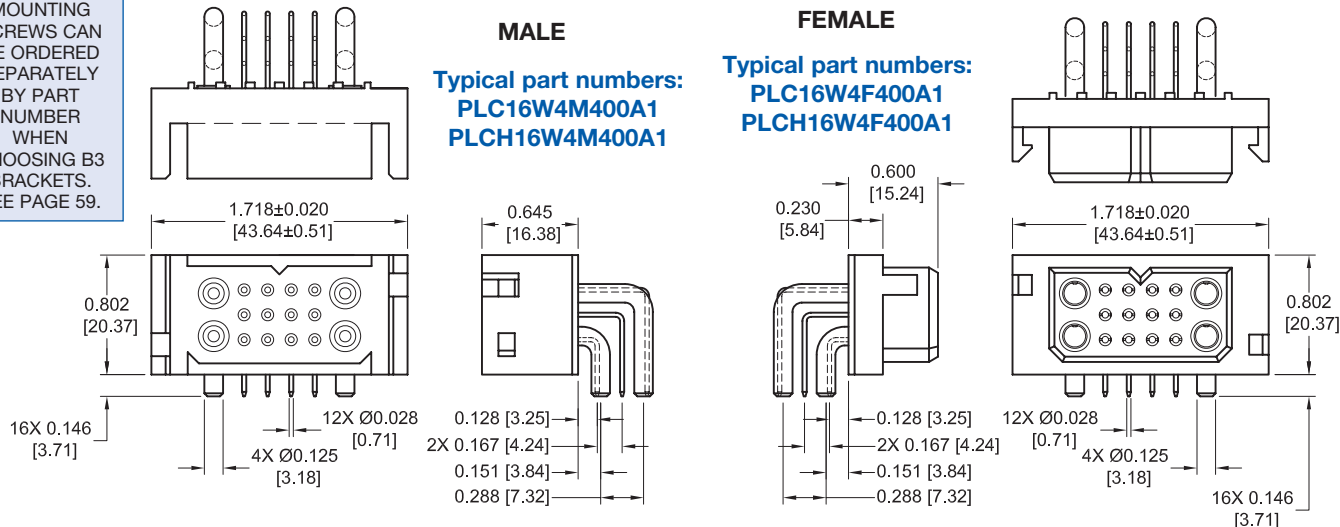 MOUNTING
CREWS CAN
E ORDERED
EPARATELY
BY PART
NUMBER
WHEN
HOOSING B3
BRACKETS.
EE PAGE 59.
MALE
Typical part numbers:
PLC16W4M400A1
PLCH16W4M400A1
FEMALE
Typical part numbers:
PLC16W4F400A1
PLCH16W4F400A1
1.718±0.020
[43.64±0.51]
0.802
[20.37]
16X 0.146
[3.71]
12X Ø0.028
[0.71]
4X Ø0.125
[3.18]
0.645
[16.38]
0.128 [3.25]
2X 0.167 [4.24]
0.151 [3.84]
0.288 [7.32]
0.600
[15.24]
0.230
[5.84]
0.128 [3.25]
2X 0.167 [4.24]
0.151 [3.84]
0.288 [7.32]
1.718±0.020
[43.64±0.51]
0.802
[20.37]
12X Ø0.028
[0.71]
4X Ø0.125
[3.18]
16X 0.146
[3.71]